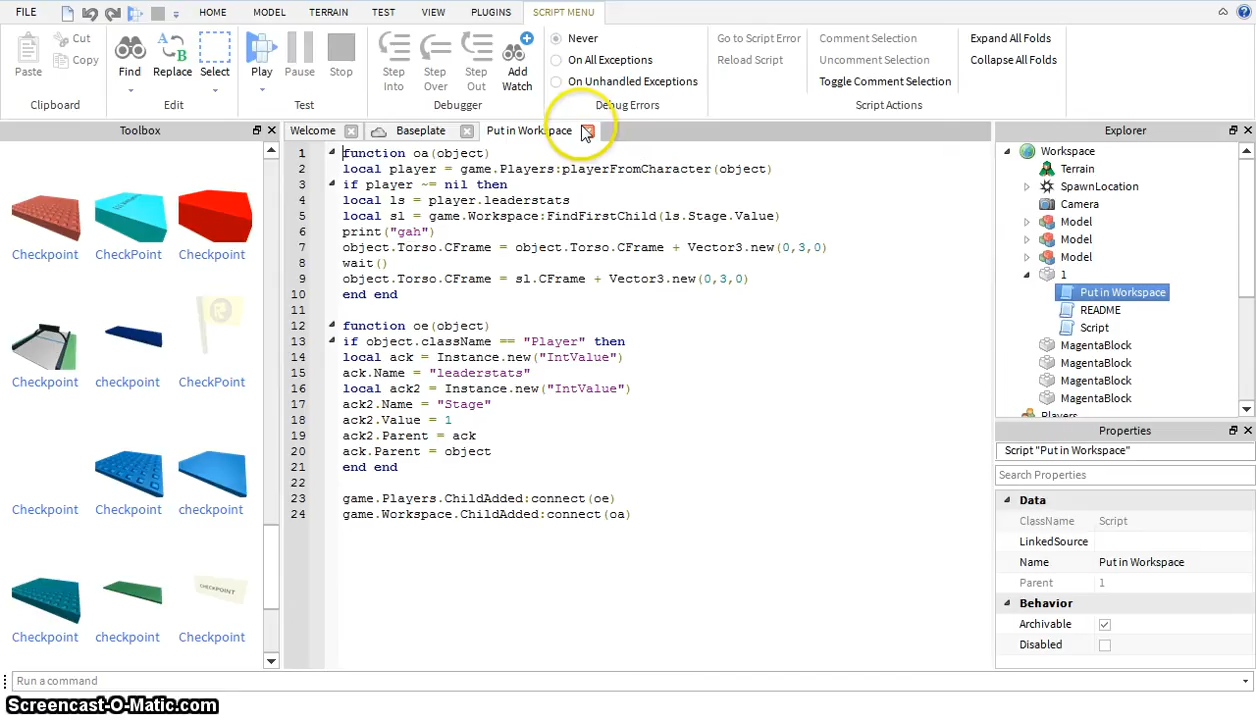 FILE HOME MODEL TERRAIN TEST VIEW PLUGINS SCRIPT MENU
Paste Cut Copy
Clipboard
Find Replace Select
Edit
Play Pause Stop
Test
Step Into Step Over Step Out Add Watch
Debugger
Never
On All Exceptions
On Unhandled Exceptions
Debug Errors
Go to Script Error
Reload Script
Comment Selection
Uncomment Selection
Toggle Comment Selection
Expand All Folds
Collapse All Folds
Script Actions
Toolbox
Checkpoint CheckPoint Checkpoint
Checkpoint checkpoint CheckPoint
Checkpoint Checkpoint checkpoint
CHECKPOINT
Checkpoint checkpoint Checkpoint
Welcome Baseplate Put in Workspace
1 function oa(object)
2 local player = game.Players:playerFromCharacter(object)
3 if player ~= nil then
4 local ls = player.leaderstats
5 local sl = game.Workspace:FindFirstChild(ls.Stage.Value)
6 print("gah")
7 object.Torso.CFrame = object.Torso.CFrame + Vector3.new(0,3,0)
8 wait()
9 object.Torso.CFrame = sl.CFrame + Vector3.new(0,3,0)
10 end end
11
12 function oe(object)
13 if object.className == "Player" then
14 local ack = Instance.new("IntValue")
15 ack.Name = "leaderstats"
16 local ack2 = Instance.new("IntValue")
17 ack2.Name = "Stage"
18 ack2.Value = 1
19 ack2.Parent = ack
20 ack.Parent = object
21 end end
22
23 game.Players.ChildAdded:connect(oe)
24 game.Workspace.ChildAdded:connect(oa)
Explorer
Workspace
Terrain
SpawnLocation
Camera
Model
Model
Model
1
Put in Workspace
README
Script
MagentaBlock
MagentaBlock
MagentaBlock
MagentaBlock
Players
Properties
Script "Put in Workspace"
Search Properties
Data
ClassName Script
LinkedSource
Name Put in Workspace
Parent 1
Behavior
Archivable
Disabled
Run a command
Screencast-O-Matic.com